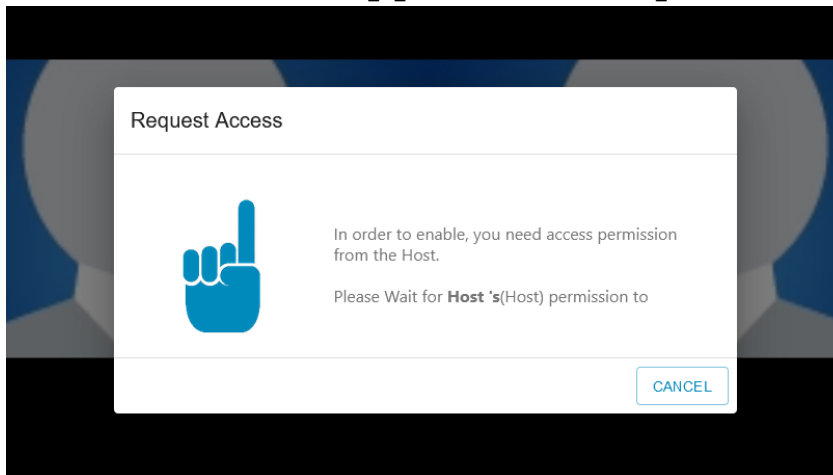 Request Access
In order to enable, you need access permission
from the Host.
Please Wait for Host 's(Host) permission to
CANCEL